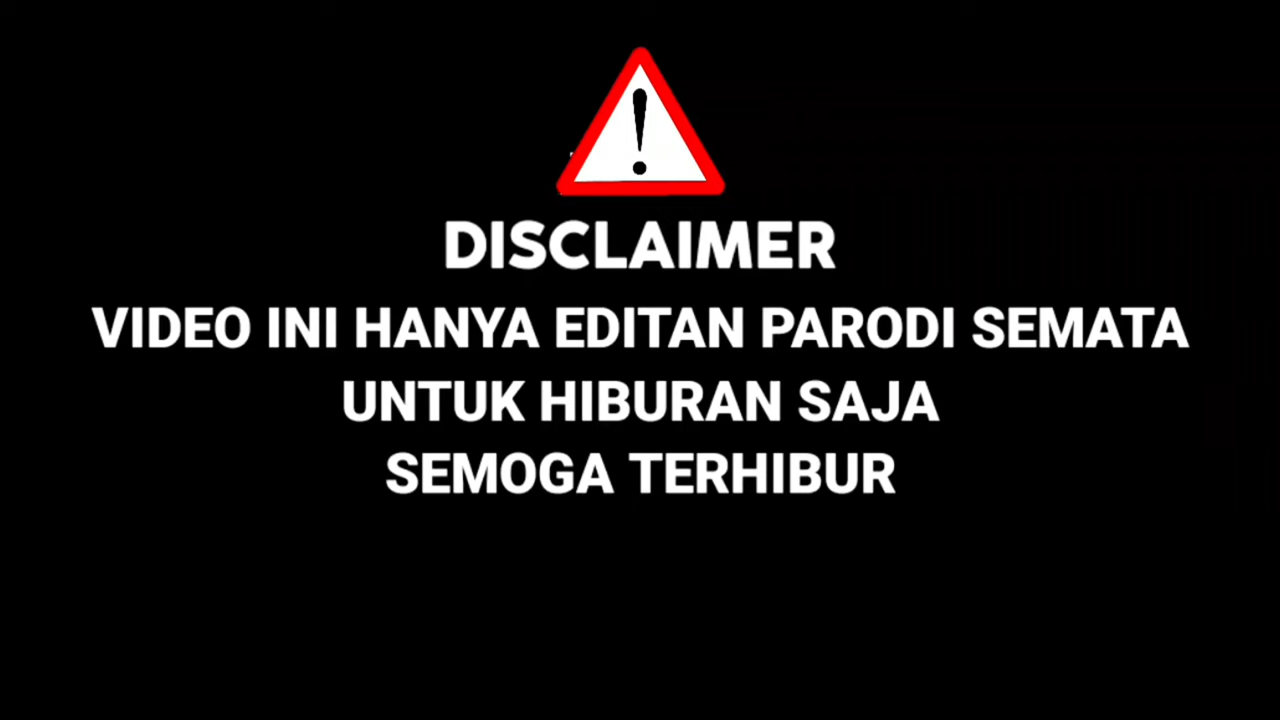 DISCLAIMER
VIDEO INI HANYA EDITAN PARODI SEMATA
UNTUK HIBURAN SAJA
SEMOGA TERHIBUR